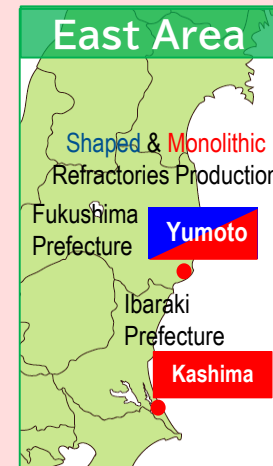 East Area
Shaped & Monolithic
Refractories Production
Fukushima
Prefecture
Yumoto
Ibaraki
Prefecture
Kashima